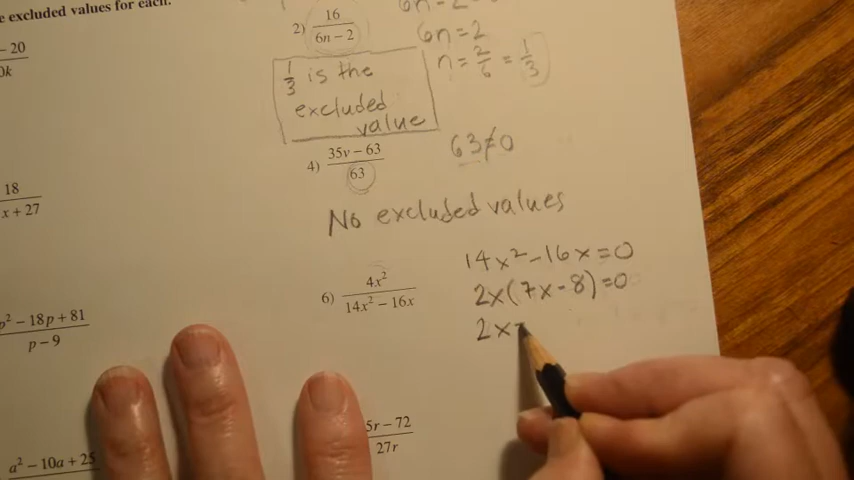 e excluded values for each.
- 20
0k
2) 16
6n - 2
6n = 2
n = 2/6 = 1/3
1/3 is the
excluded
value
4) 35v - 63
63
63 ≠ 0
No excluded values
18
x + 27
6) 4x²
14x² - 16x
14x² - 16x = 0
2x(7x - 8) = 0
2x
p² - 18p + 81
p - 9
5r - 72
27r
a² - 10a + 25